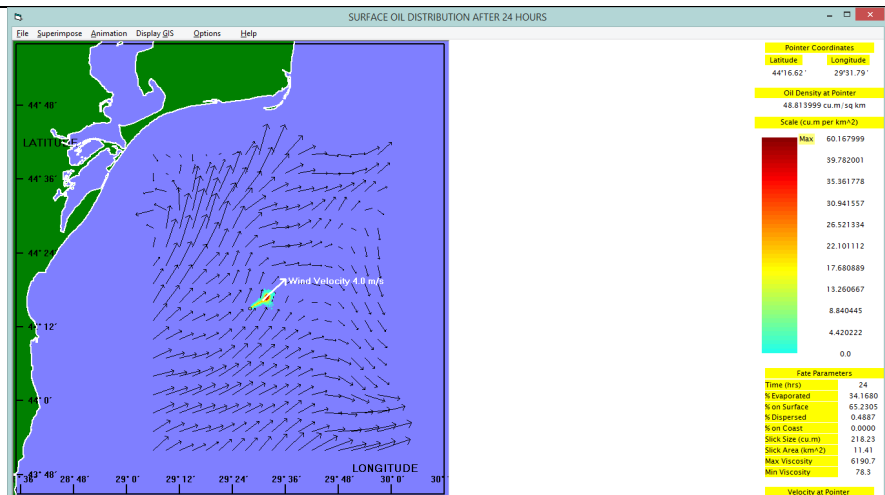 SURFACE OIL DISTRIBUTION AFTER 24 HOURS
File Superimpose Animation Display GIS Options Help
Pointer Coordinates
Latitude Longitude
44°16.62 ' 29°31.79 '
Oil Density at Pointer
48.813999 cu.m/sq km
Scale (cu.m per km^2)
Max 60.167999
39.782001
35.361778
30.941557
26.521334
22.101112
17.680889
13.260667
8.840445
4.420222
0.0
Fate Parameters
Time (hrs) 24
% Evaporated 34.1680
% on Surface 65.2305
% Dispersed 0.4887
% on Coast 0.0000
Slick Size (cu.m) 218.23
Slick Area (km^2) 11.41
Max Viscosity 6190.7
Min Viscosity 78.3
Velocity at Pointer
44° 48'
LATITUDE
44° 36'
44° 24'
Wind Velocity 4.0 m/s
44° 12'
44° 0'
LONGITUDE
43° 48'
36' 28° 48' 29° 0' 29° 12' 29° 24' 29° 36' 29° 48' 30° 0' 30°